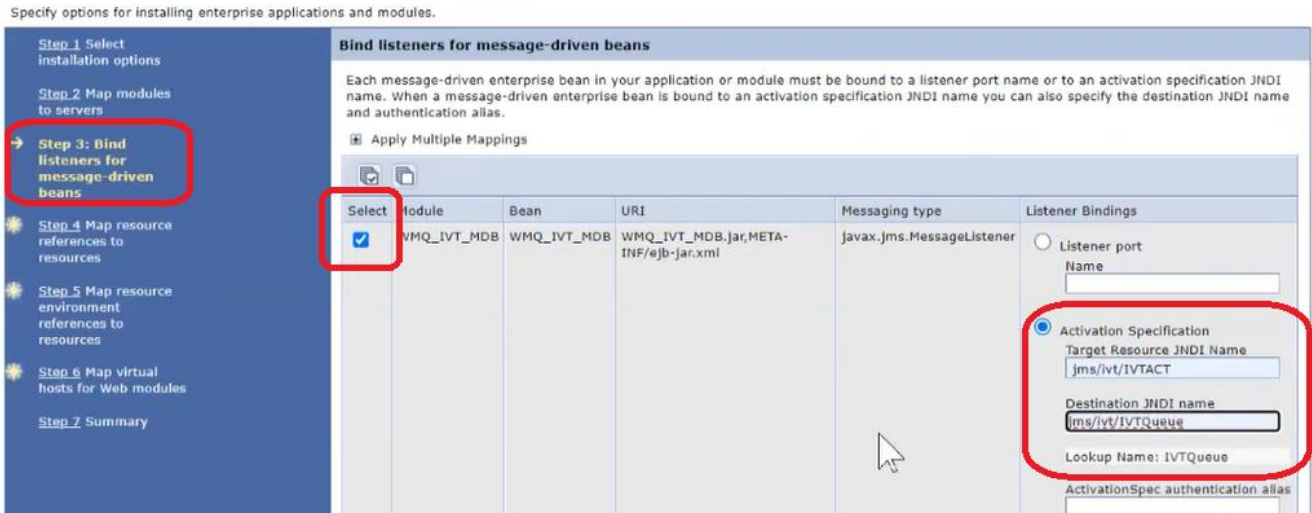 Specify options for installing enterprise applications and modules.
Step 1 Select
installation options
Step 2 Map modules
to servers
Step 3: Bind
listeners for
message-driven
beans
Step 4 Map resource
references to
resources
Step 5 Map resource
environment
references to
resources
Step 6 Map virtual
hosts for Web modules
Step 7 Summary
Bind listeners for message-driven beans
Each message-driven enterprise bean in your application or module must be bound to a listener port name or to an activation specification JNDI
name. When a message-driven enterprise bean is bound to an activation specification JNDI name you can also specify the destination JNDI name
and authentication alias.
Apply Multiple Mappings
Select Module Bean URI Messaging type Listener Bindings
WMQ_IVT_MDB WMQ_IVT_MDB WMQ_IVT_MDB.jar,META-
INF/ejb-jar.xml
javax.jms.MessageListener
Listener port
Name
Activation Specification
Target Resource JNDI Name
jms/ivt/IVTACT
Destination JNDI name
jms/ivt/IVTQueue
Lookup Name: IVTQueue
ActivationSpec authentication alias